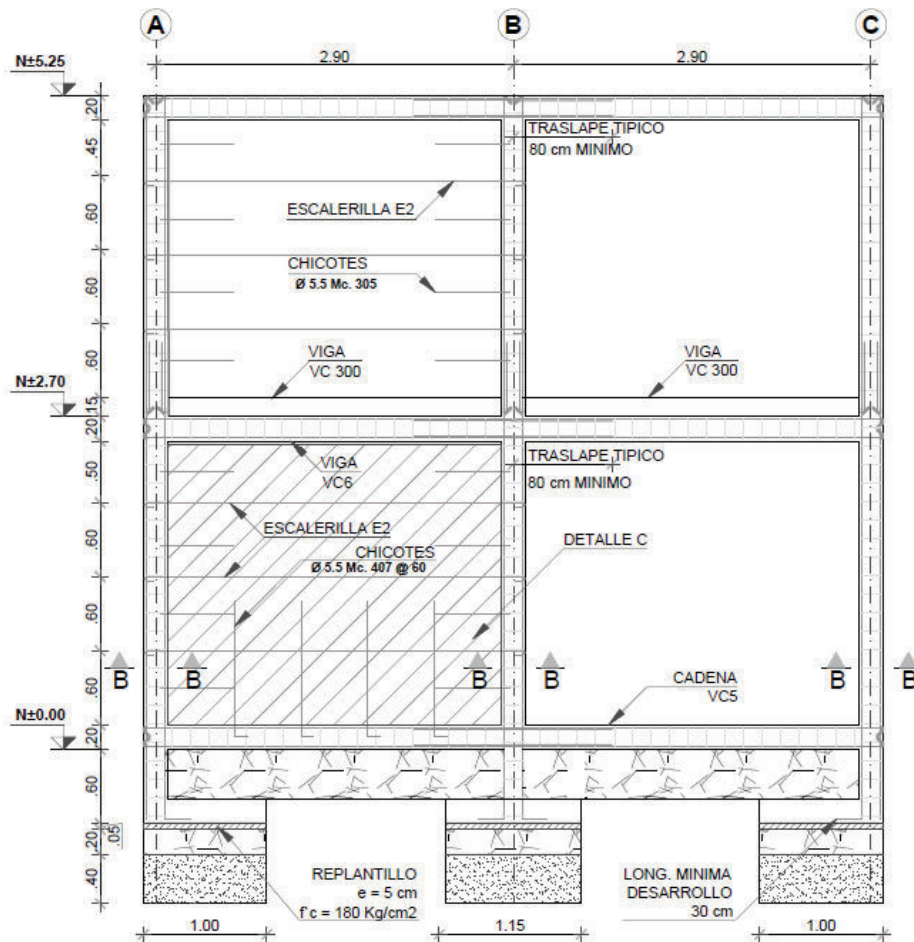 A
B
C
2.90
2.90
N±5.25
.20
.45
.60
.60
.60
.15
.20
.50
.60
.60
.60
.20
.60
.05
.20
.40
TRASLAPE TIPICO
80 cm MINIMO
ESCALERILLA E2
CHICOTES
Ø 5.5 Mc. 305
VIGA
VC 300
VIGA
VC 300
N±2.70
TRASLAPE TIPICO
80 cm MINIMO
VIGA
VC6
ESCALERILLA E2
CHICOTES
Ø 5.5 Mc. 407 @ 60
DETALLE C
B
B
B
B
B
B
CADENA
VC5
N±0.00
REPLANTILLO
e = 5 cm
f'c = 180 Kg/cm2
LONG. MINIMA
DESARROLLO
30 cm
1.00
1.15
1.00